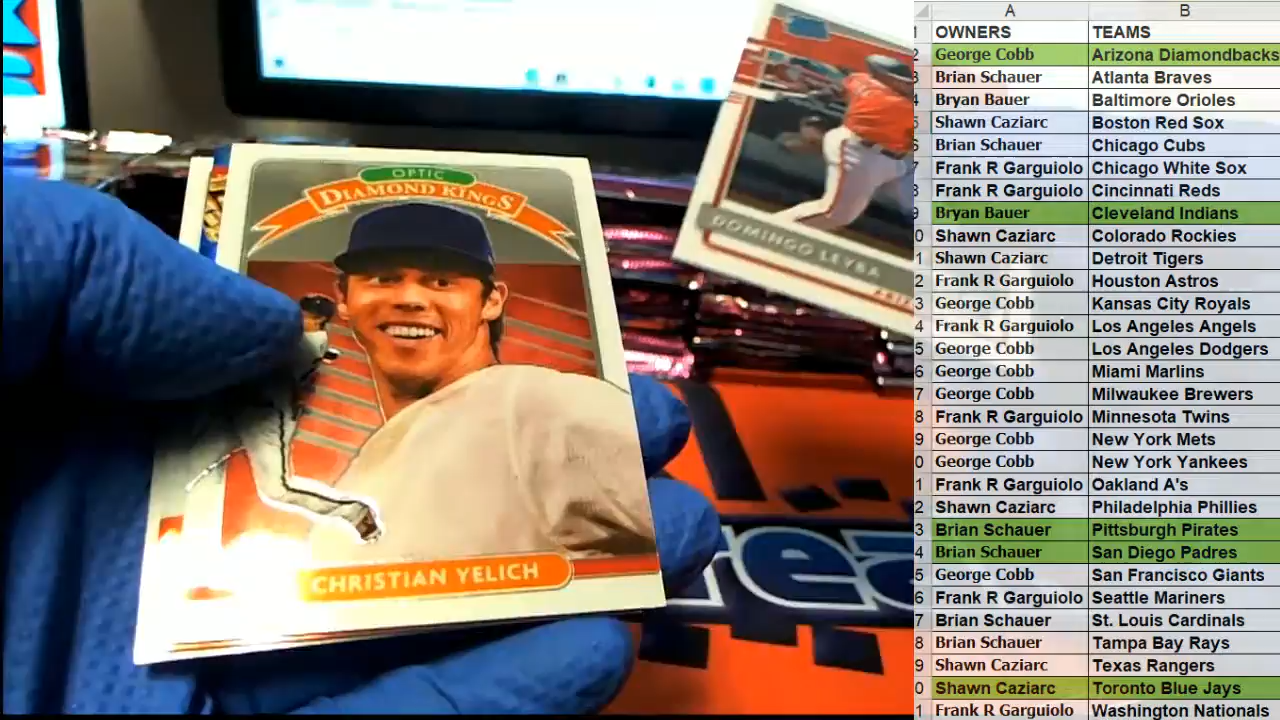 OPTIC
DIAMOND KINGS
CHRISTIAN YELICH
DOMINGO LEYBA
A B
OWNERS TEAMS
George Cobb Arizona Diamondbacks
Brian Schauer Atlanta Braves
Bryan Bauer Baltimore Orioles
Shawn Caziarc Boston Red Sox
Brian Schauer Chicago Cubs
Frank R Garguiolo Chicago White Sox
Frank R Garguiolo Cincinnati Reds
Bryan Bauer Cleveland Indians
Shawn Caziarc Colorado Rockies
Shawn Caziarc Detroit Tigers
Frank R Garguiolo Houston Astros
George Cobb Kansas City Royals
Frank R Garguiolo Los Angeles Angels
George Cobb Los Angeles Dodgers
George Cobb Miami Marlins
George Cobb Milwaukee Brewers
Frank R Garguiolo Minnesota Twins
George Cobb New York Mets
George Cobb New York Yankees
Frank R Garguiolo Oakland A's
Shawn Caziarc Philadelphia Phillies
Brian Schauer Pittsburgh Pirates
Brian Schauer San Diego Padres
George Cobb San Francisco Giants
Frank R Garguiolo Seattle Mariners
Brian Schauer St. Louis Cardinals
Brian Schauer Tampa Bay Rays
Shawn Caziarc Texas Rangers
Shawn Caziarc Toronto Blue Jays
Frank R Garguiolo Washington Nationals